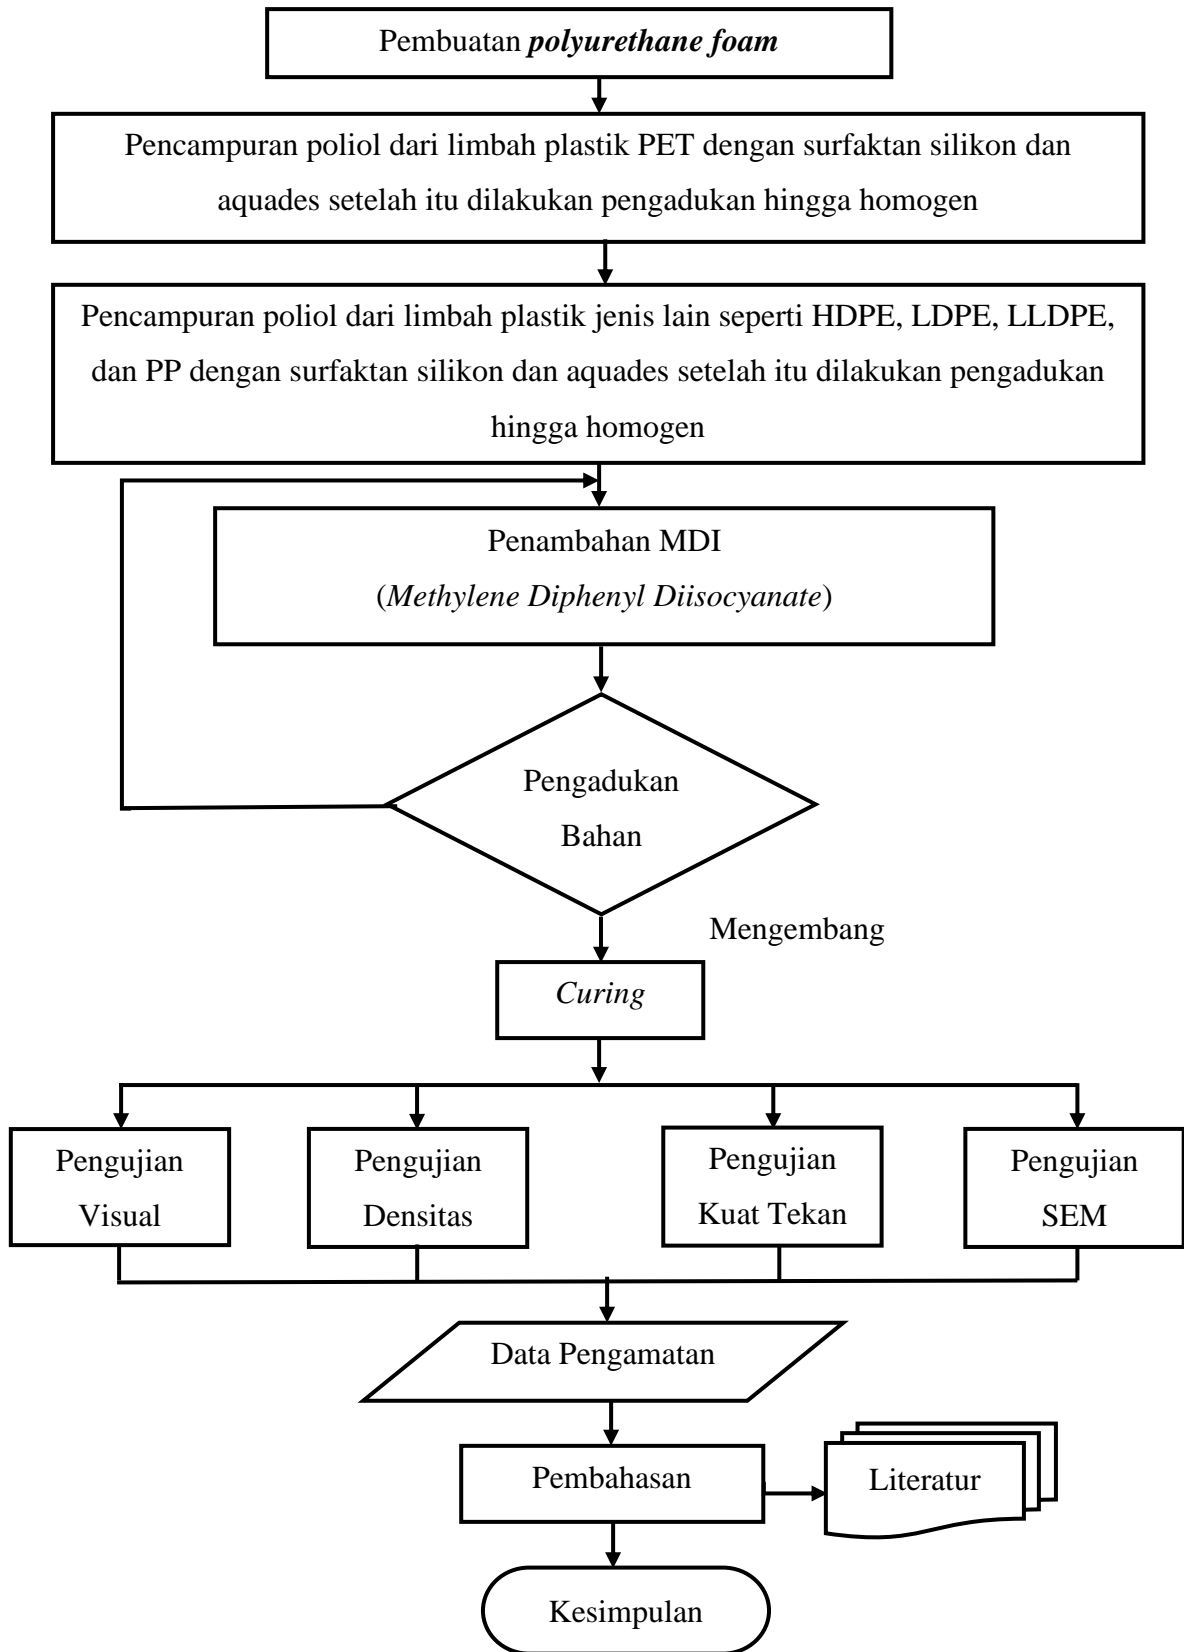 Pembuatan polyurethane foam
Pencampuran poliol dari limbah plastik PET dengan surfaktan silikon dan
aquades setelah itu dilakukan pengadukan hingga homogen
Pencampuran poliol dari limbah plastik jenis lain seperti HDPE, LDPE, LLDPE,
dan PP dengan surfaktan silikon dan aquades setelah itu dilakukan pengadukan
hingga homogen
Penambahan MDI
(Methylene Diphenyl Diisocyanate)
Pengadukan
Bahan
Mengembang
Curing
Pengujian
Visual
Pengujian
Densitas
Pengujian
Kuat Tekan
Pengujian
SEM
Data Pengamatan
Pembahasan
Literatur
Kesimpulan